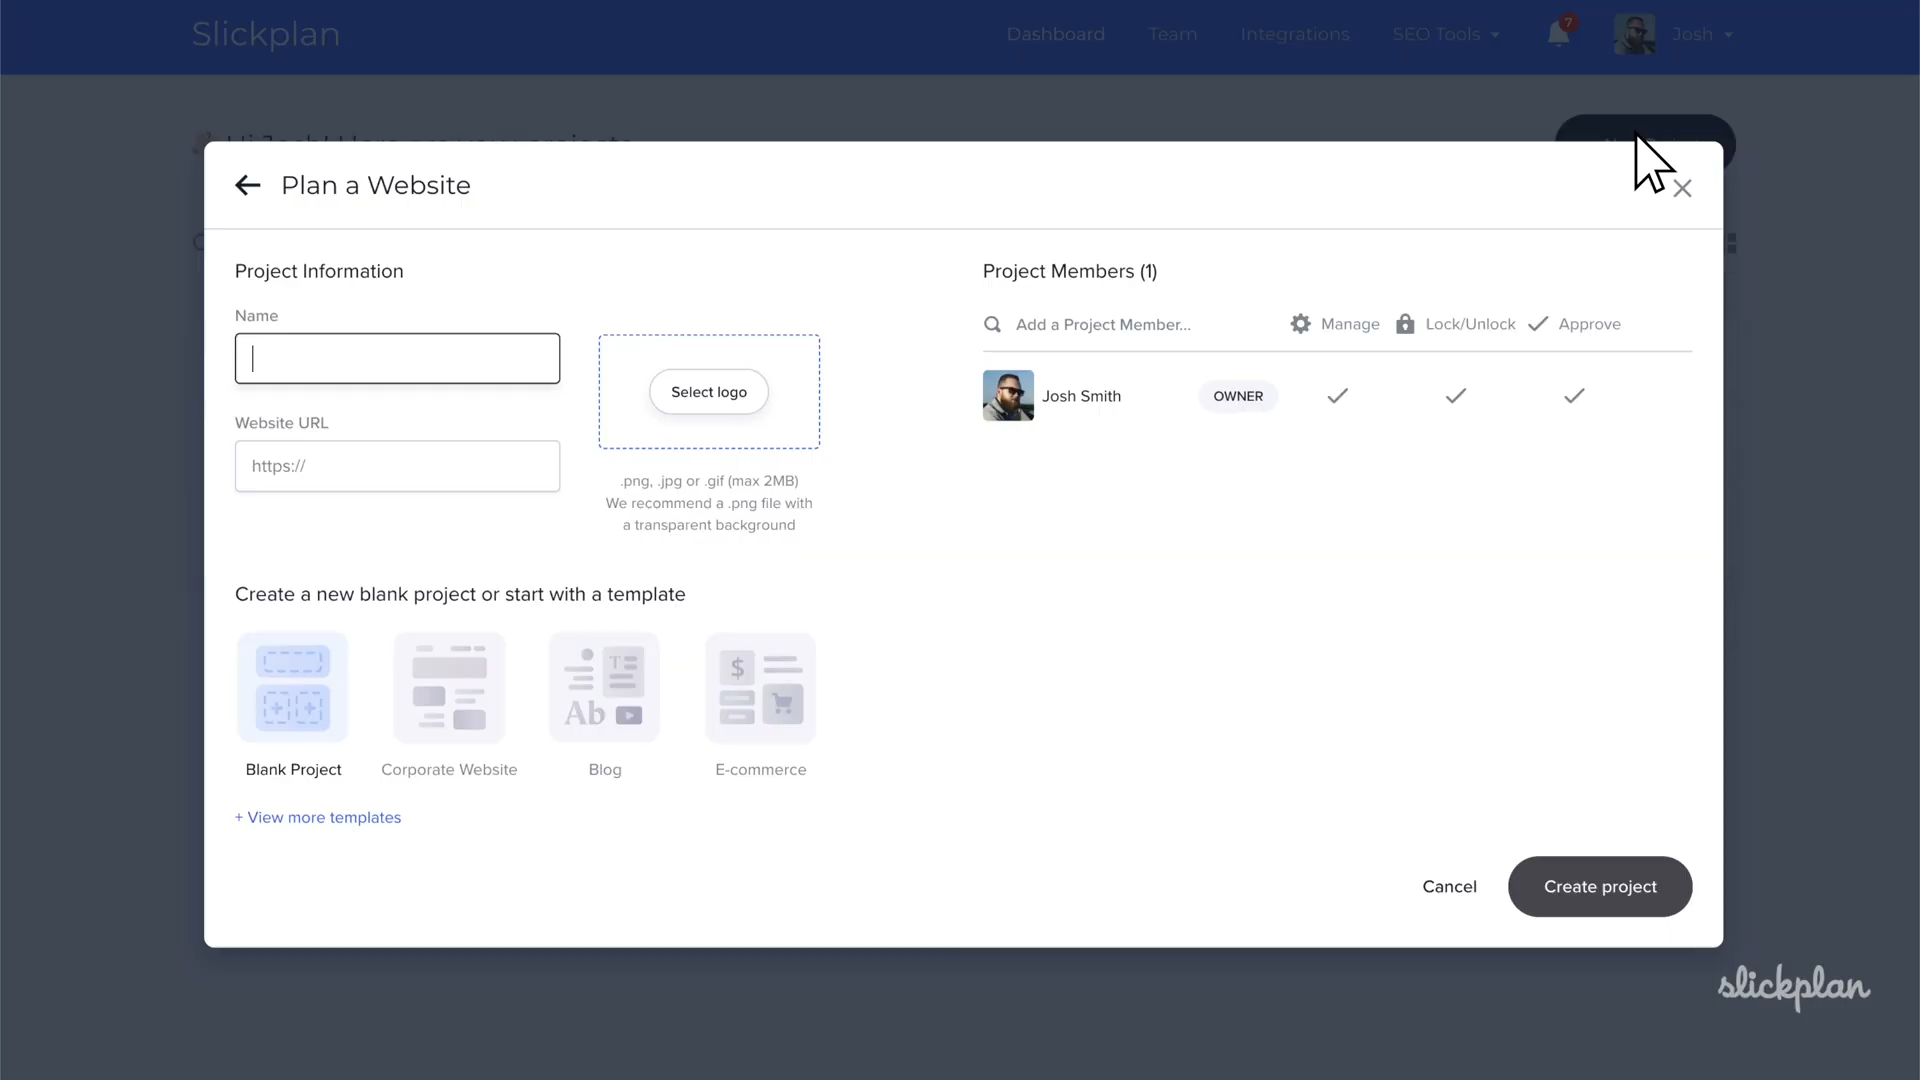 Slickplan
Dashboard Team Integrations SEO Tools 7 Josh
Plan a Website
Project Information
Name
Select logo
Website URL
https://
.png, .jpg or .gif (max 2MB)
We recommend a .png file with
a transparent background
Project Members (1)
Add a Project Member... Manage Lock/Unlock Approve
Josh Smith OWNER
Create a new blank project or start with a template
T
Ab
$
Blank Project Corporate Website Blog E-commerce
+ View more templates
Cancel Create project
slickplan